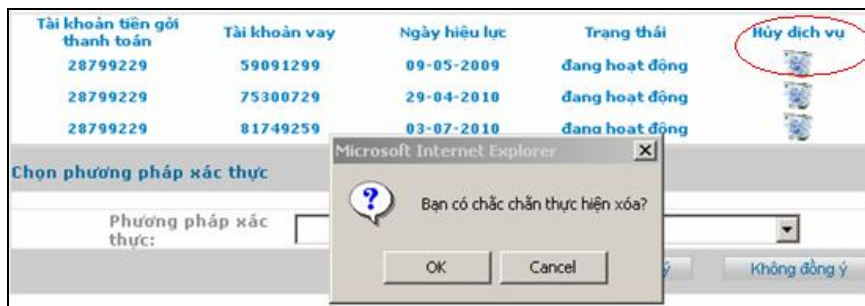 Tài khoản tiền gởi thanh toán Tài khoản vay Ngày hiệu lực Trạng thái Hủy dịch vụ
28799229 59091299 09-05-2009 đang hoạt động
28799229 75300729 29-04-2010 đang hoạt động
28799229 81749259 03-07-2010 đang hoạt động
Microsoft Internet Explorer
Chọn phương pháp xác thực
Bạn có chắc chắn thực hiện xóa?
Phương pháp xác thực:
OK Cancel
Không đồng ý